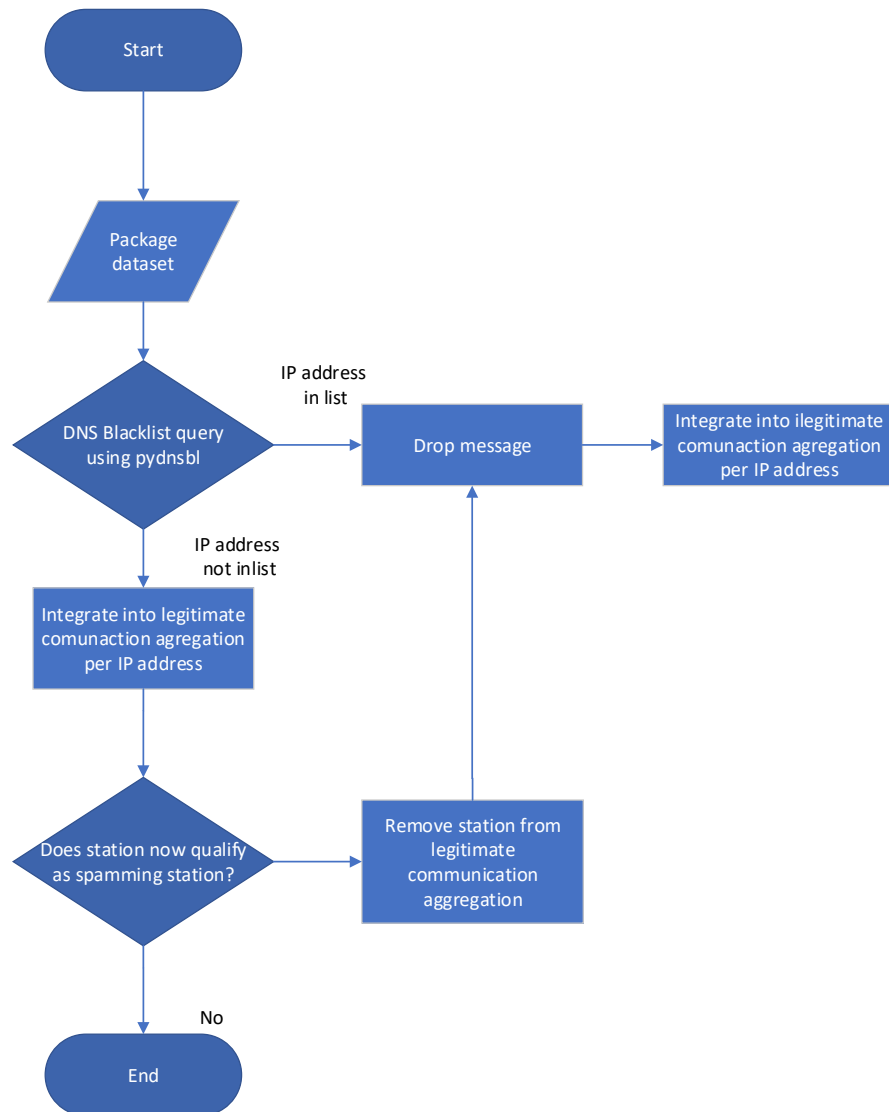 Start
Package
dataset
IP address
in list
DNS Blacklist query
using pydnsbl
Drop message
Integrate into ilegitimate
comunaction agregation
per IP address
IP address
not inlist
Integrate into legitimate
comunaction agregation
per IP address
Does station now qualify
as spamming station?
Remove station from
legitimate
communication
aggregation
No
End